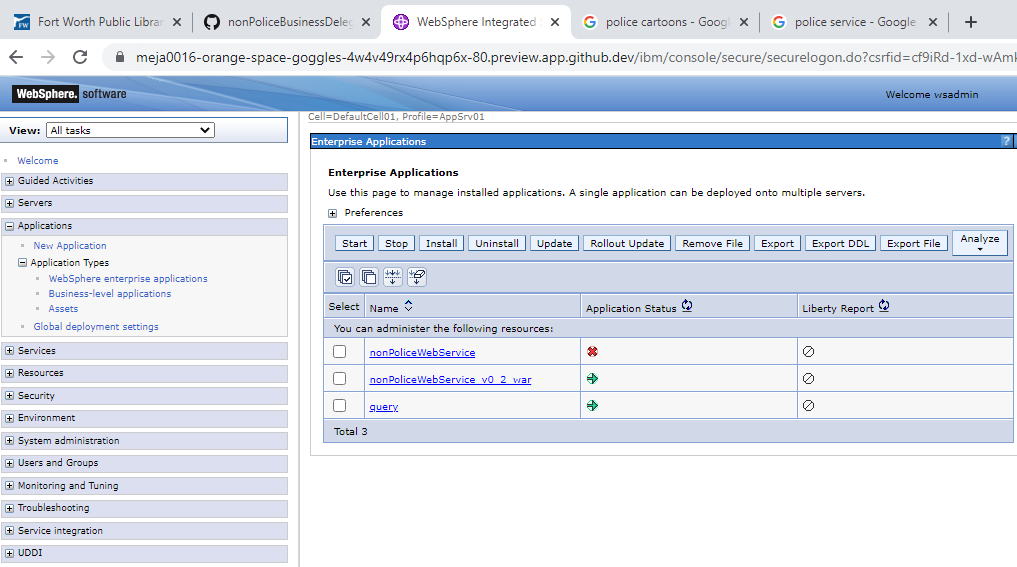 Fort Worth Public Librar
nonPoliceBusinessDeleg
WebSphere Integrated S
police cartoons - Googl
police service - Google
meja0016-orange-space-goggles-4w4v49rx4p6hqp6x-80.preview.app.github.dev/ibm/console/secure/securelogon.do?csrfid=cf9iRd-1xd-wAmk
WebSphere. software
Welcome wsadmin
View: All tasks
Welcome
Guided Activities
Servers
Applications
New Application
Application Types
WebSphere enterprise applications
Business-level applications
Assets
Global deployment settings
Services
Resources
Security
Environment
System administration
Users and Groups
Monitoring and Tuning
Troubleshooting
Service integration
UDDI
Cell=DefaultCell01, Profile=AppSrv01
Enterprise Applications ?
Enterprise Applications
Use this page to manage installed applications. A single application can be deployed onto multiple servers.
Preferences
Start Stop Install Uninstall Update Rollout Update Remove File Export Export DDL Export File Analyze
Select Name Application Status Liberty Report
You can administer the following resources:
nonPoliceWebService
nonPoliceWebService_v0_2_war
query
Total 3